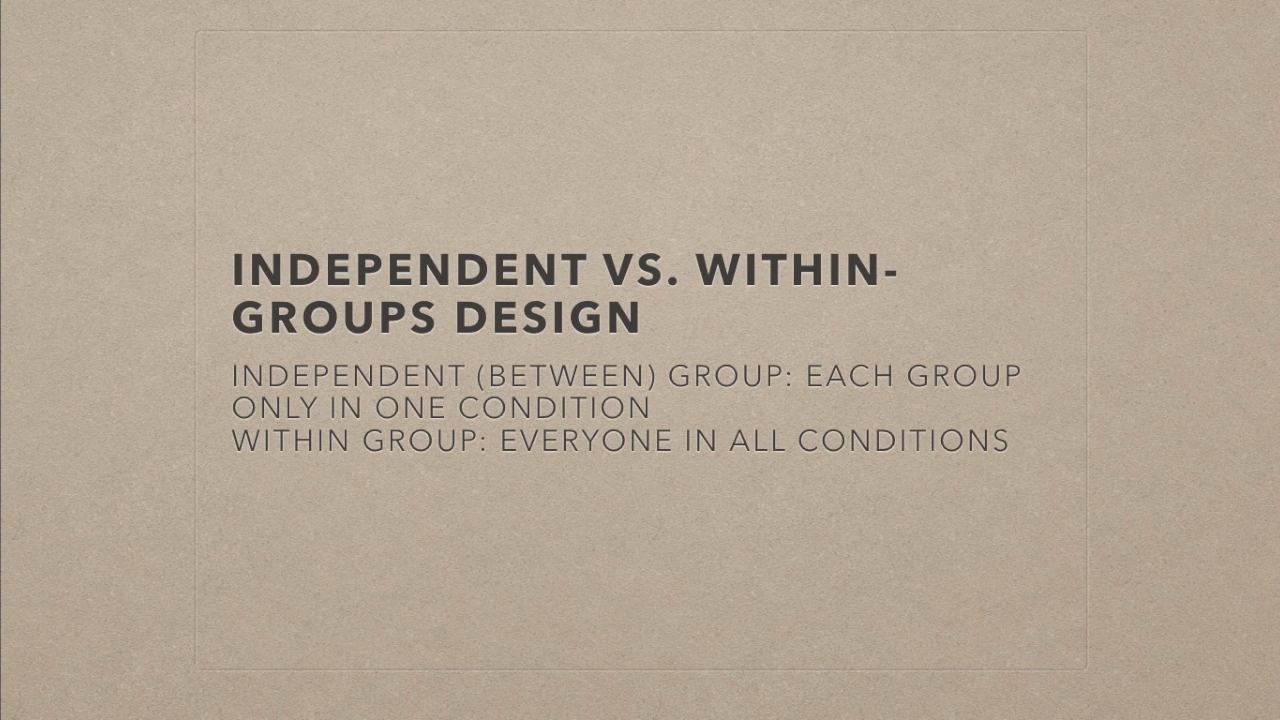 INDEPENDENT VS. WITHIN-
GROUPS DESIGN
INDEPENDENT (BETWEEN) GROUP: EACH GROUP
ONLY IN ONE CONDITION
WITHIN GROUP: EVERYONE IN ALL CONDITIONS